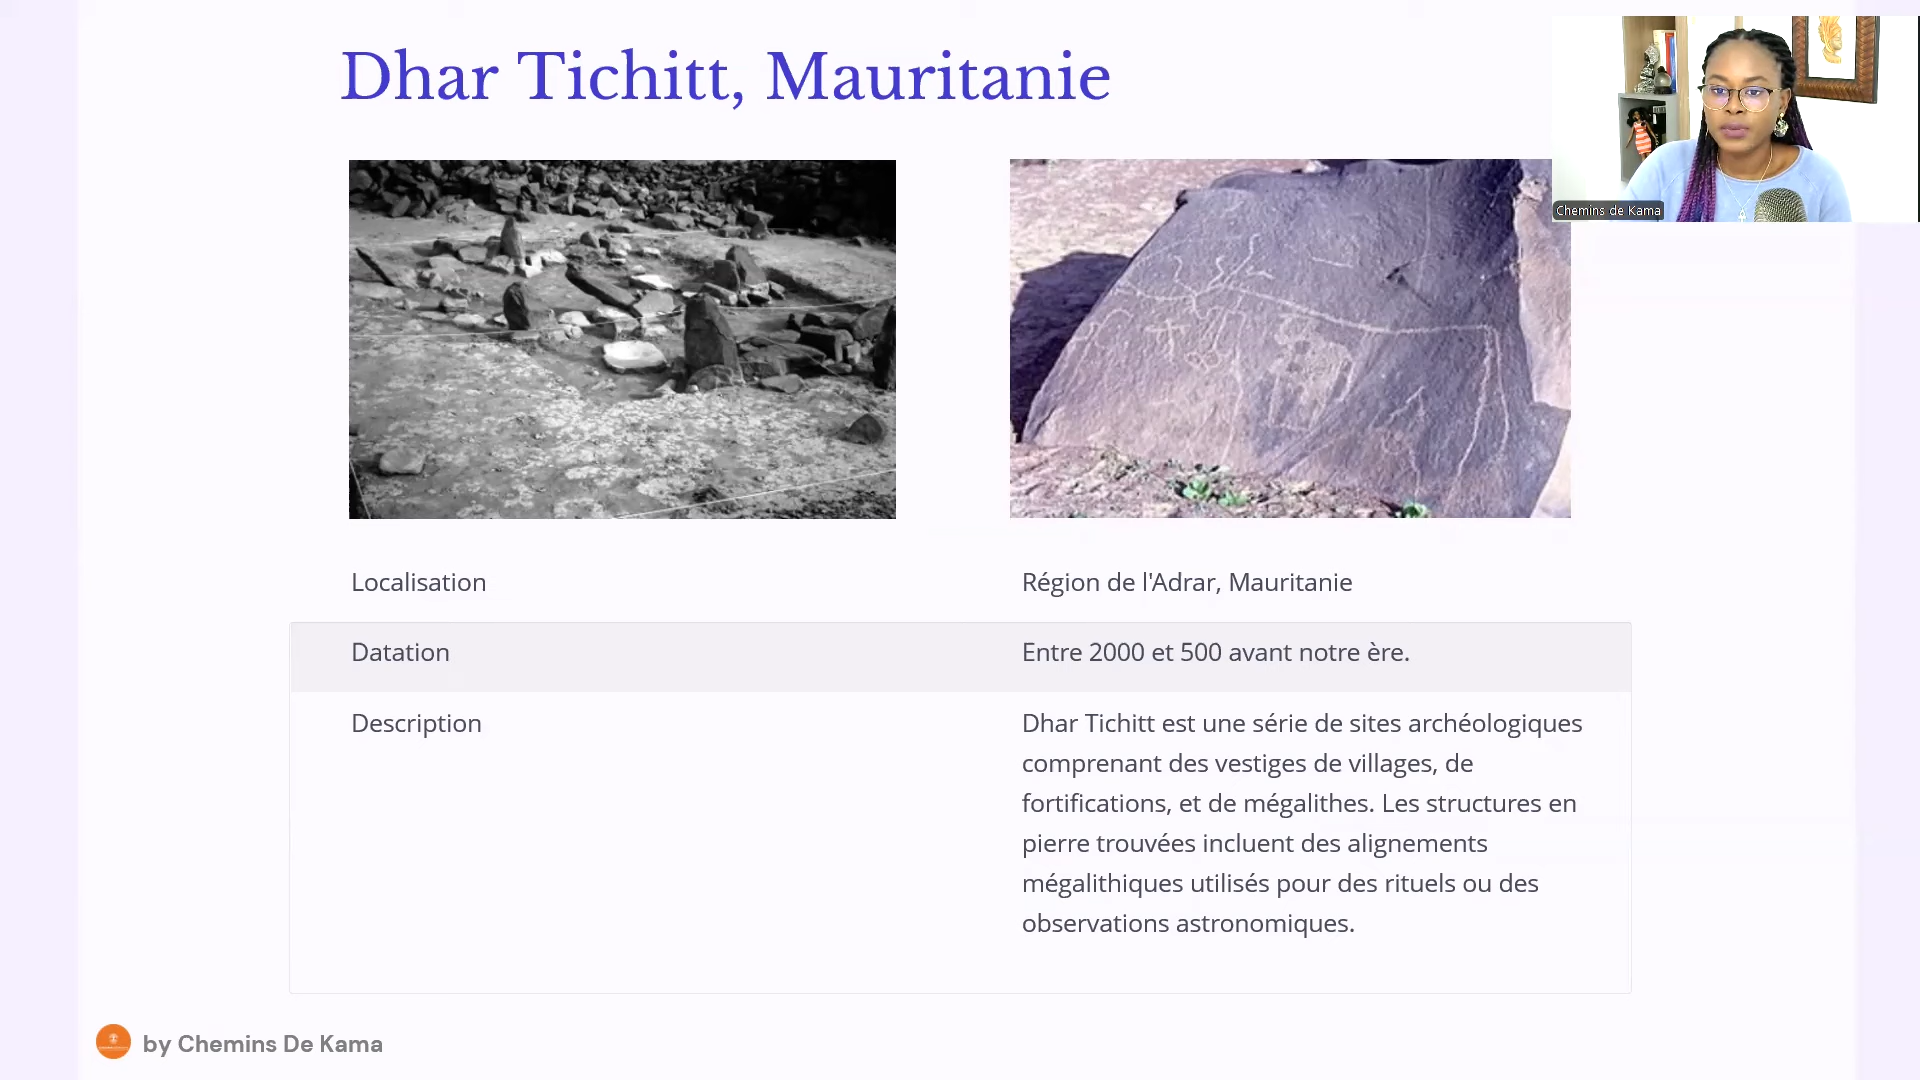 Dhar Tichitt, Mauritanie
Chemins de Kama
Localisation
Région de l'Adrar, Mauritanie
Datation
Entre 2000 et 500 avant notre ère.
Description
Dhar Tichitt est une série de sites archéologiques
comprenant des vestiges de villages, de
fortifications, et de mégalithes. Les structures en
pierre trouvées incluent des alignements
mégalithiques utilisés pour des rituels ou des
observations astronomiques.
by Chemins De Kama